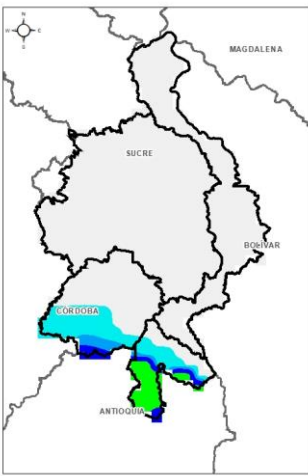 N
W E
S
MAGDALENA
SUCRE
BOLIVAR
CORDOBA
ANTIOQUIA